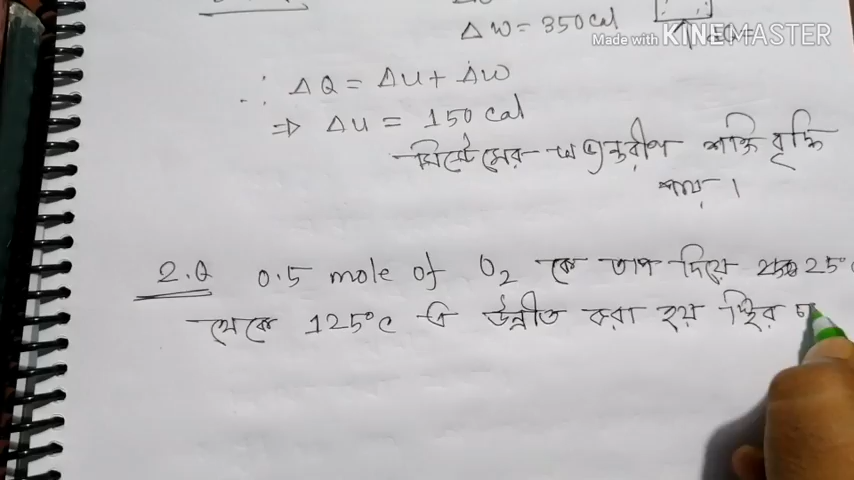 ΔW = 350 Cal
Made with KINEMASTER
∴ ΔQ = ΔU + ΔW
⇒ ΔU = 150 Cal
সিস্টেমের অভ্যন্তরীণ শক্তি বৃদ্ধি
পায়।
2.Q 0.5 mole of O2 কে তাপ দিয়ে 25°
থেকে 125°C এ উন্নীত করা হয় স্থির